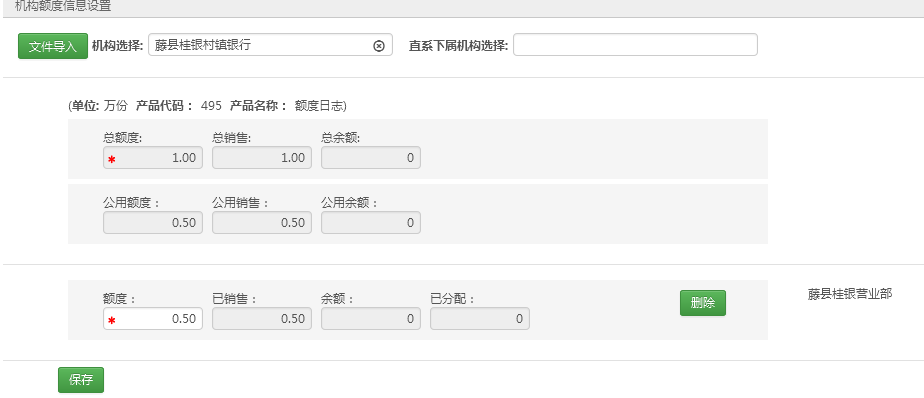 机构额度信息设置
文件导入 机构选择: 藤县桂银村镇银行 直系下属机构选择:
(单位: 万份 产品代码： 495 产品名称： 额度日志)
总额度: 总销售: 总余额:
* 1.00 1.00 0
公用额度： 公用销售： 公用余额：
0.50 0.50 0
额度： 已销售： 余额： 已分配：
* 0.50 0.50 0 0
删除
藤县桂银营业部
保存